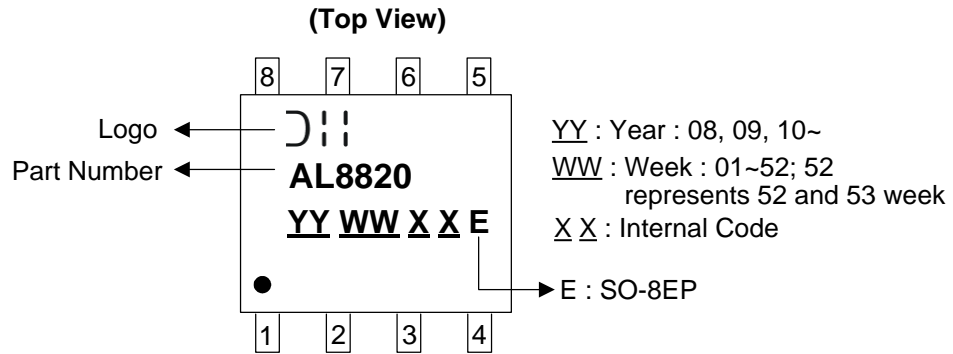 (Top View)
8 7 6 5
Logo
Part Number
AL8820
YY WW X X E
YY : Year : 08, 09, 10~
WW : Week : 01~52; 52
represents 52 and 53 week
X X : Internal Code
E : SO-8EP
1 2 3 4